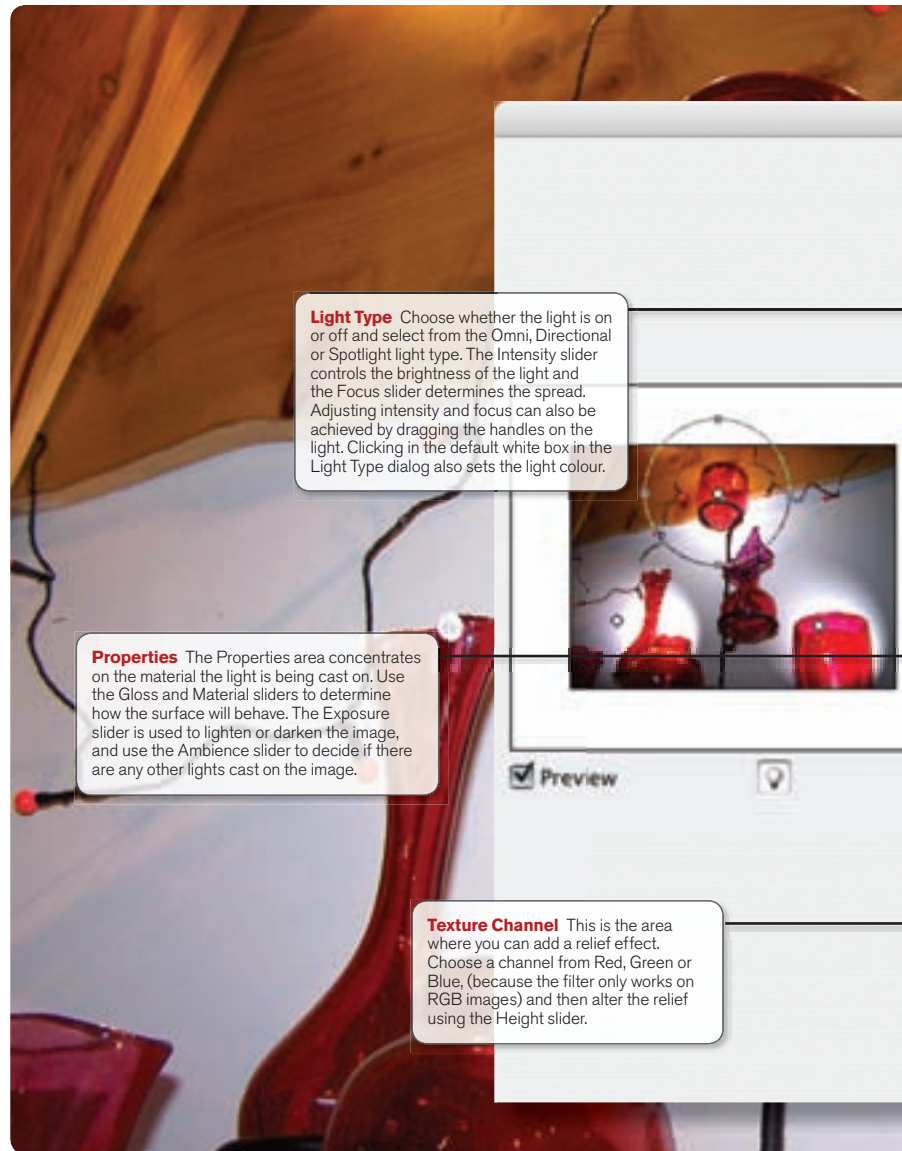 Light Type Choose whether the light is on
or off and select from the Omni, Directional
or Spotlight light type. The Intensity slider
controls the brightness of the light and
the Focus slider determines the spread.
Adjusting intensity and focus can also be
achieved by dragging the handles on the
light. Clicking in the default white box in the
Light Type dialog also sets the light colour.
Properties The Properties area concentrates
on the material the light is being cast on. Use
the Gloss and Material sliders to determine
how the surface will behave. The Exposure
slider is used to lighten or darken the image,
and use the Ambience slider to decide if there
are any other lights cast on the image.
Preview
Texture Channel This is the area
where you can add a relief effect.
Choose a channel from Red, Green or
Blue, (because the filter only works on
RGB images) and then alter the relief
using the Height slider.